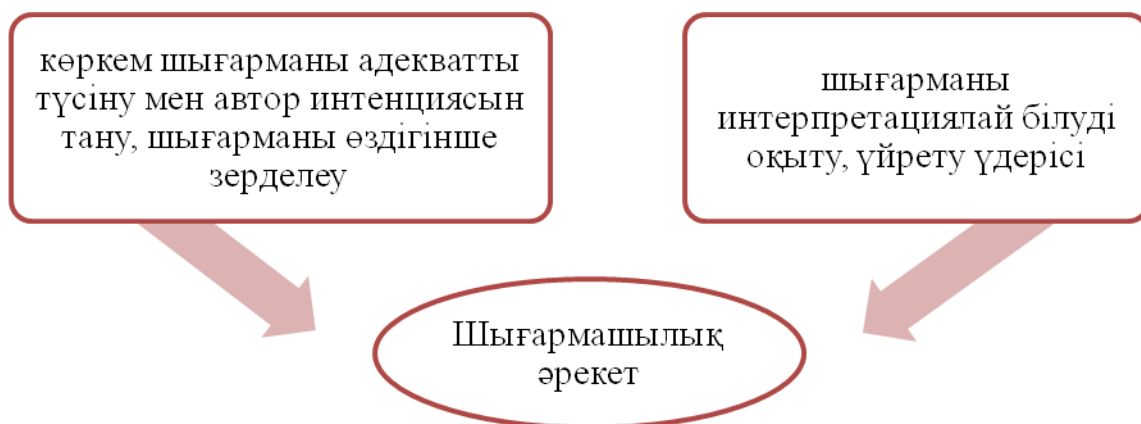 көркем шығарманы адекватты
түсіну мен автор интенциясын
тану, шығарманы өздігінше
зерделеу
шығарманы
интерпретациялай білуді
оқыту, үйрету үдерісі
Шығармашылық
әрекет